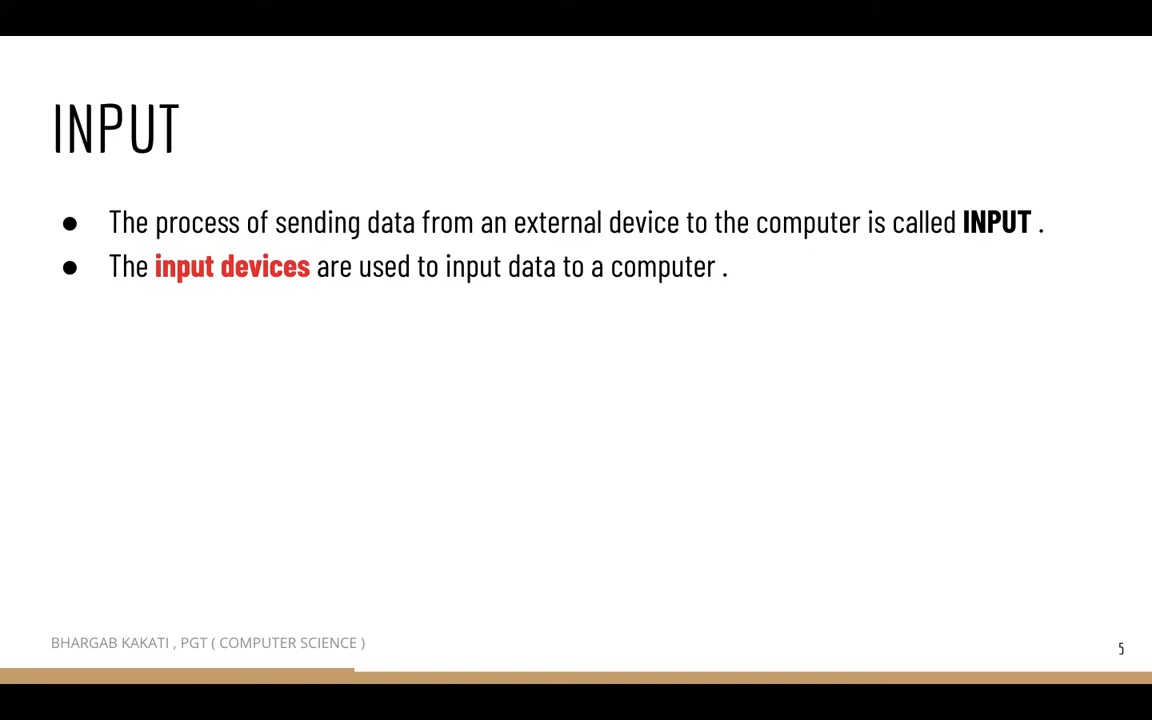 INPUT
● The process of sending data from an external device to the computer is called INPUT .
● The input devices are used to input data to a computer .
BHARGAB KAKATI , PGT ( COMPUTER SCIENCE )
5